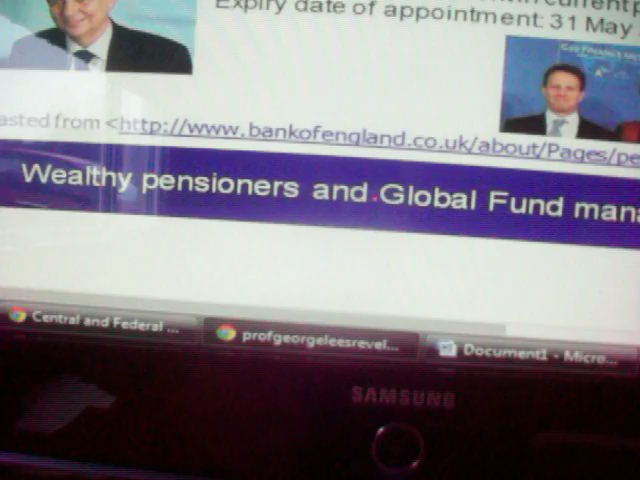 Expiry date of appointment: 31 May
asted from <http://www.bankofengland.co.uk/about/Pages/pe
Wealthy pensioners and Global Fund mana
Central and Federal ...
profgeorgeleesrevel...
Document1 - Micro...
SAMSUNG